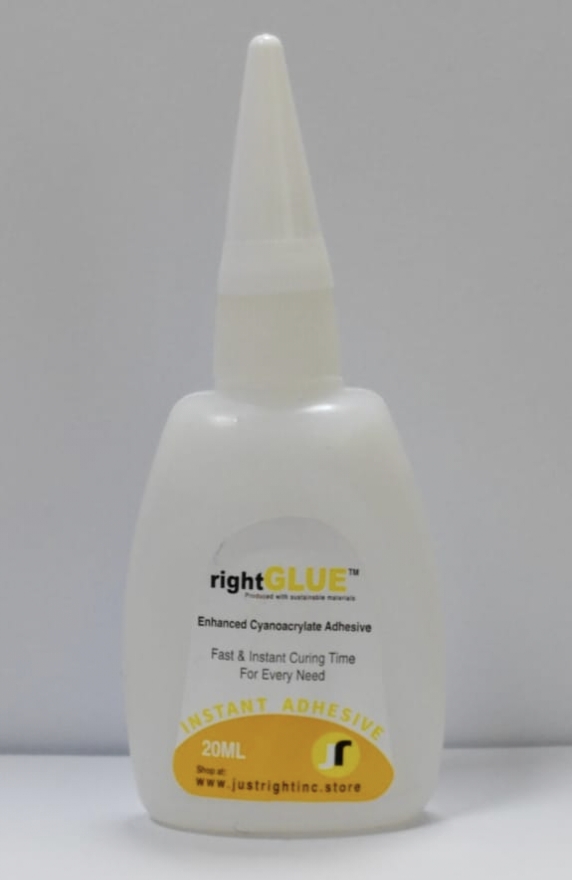 rightGLUE™
Produced with sustainable materials
Enhanced Cyanoacrylate Adhesive
Fast & Instant Curing Time
For Every Need
INSTANT ADHESIVE
20ML
Jr
Shop at:
www.justrightinc.store